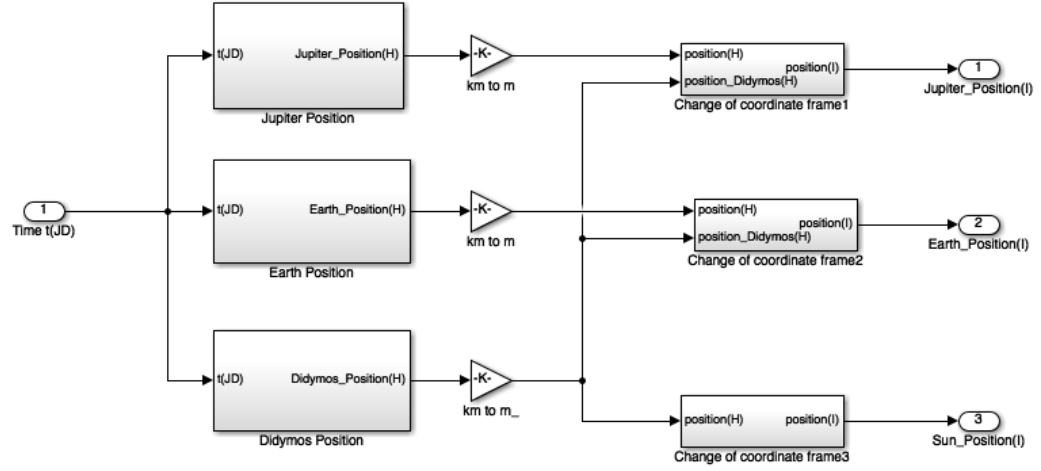 t(JD)
Jupiter_Position(H)
Jupiter Position
-K-
km to m
position(H)
position_Didymos(H)
position(I)
Change of coordinate frame1
1
Jupiter_Position(I)
1
Time t(JD)
t(JD)
Earth_Position(H)
Earth Position
-K-
km to m
position(H)
position_Didymos(H)
position(I)
Change of coordinate frame2
2
Earth_Position(I)
t(JD)
Didymos_Position(H)
Didymos Position
-K-
km to m_
position(H)
position(I)
Change of coordinate frame3
3
Sun_Position(I)